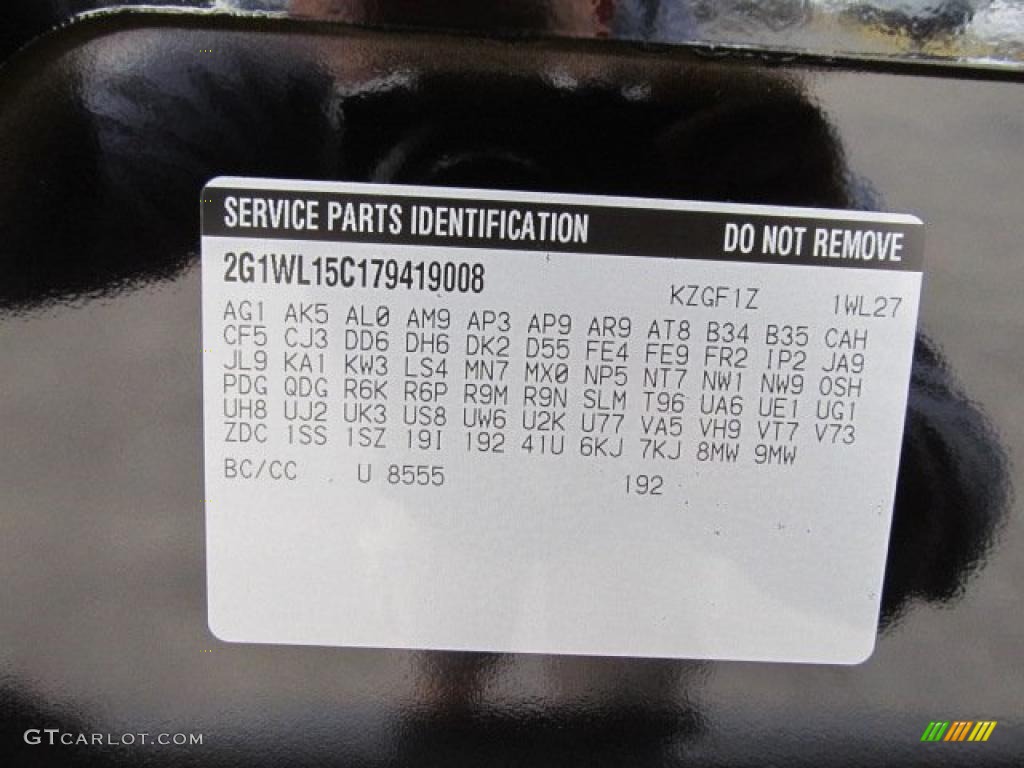 SERVICE PARTS IDENTIFICATION DO NOT REMOVE
2G1WL15C179419008 KZGF1Z 1WL27
AG1 AK5 AL0 AM9 AP3 AP9 AR9 AT8 B34 B35 CAH
CF5 CJ3 DD6 DH6 DK2 D55 FE4 FE9 FR2 IP2 JA9
JL9 KA1 KW3 LS4 MN7 MX0 NP5 NT7 NW1 NW9 OSH
PDG QDG R6K R6P R9M R9N SLM T96 UA6 UE1 UG1
UH8 UJ2 UK3 US8 UW6 U2K U77 VA5 VH9 VT7 V73
ZDC 1SS 1SZ 19I 192 41U 6KJ 7KJ 8MW 9MW
BC/CC U 8555 192
GTCARLOT.COM